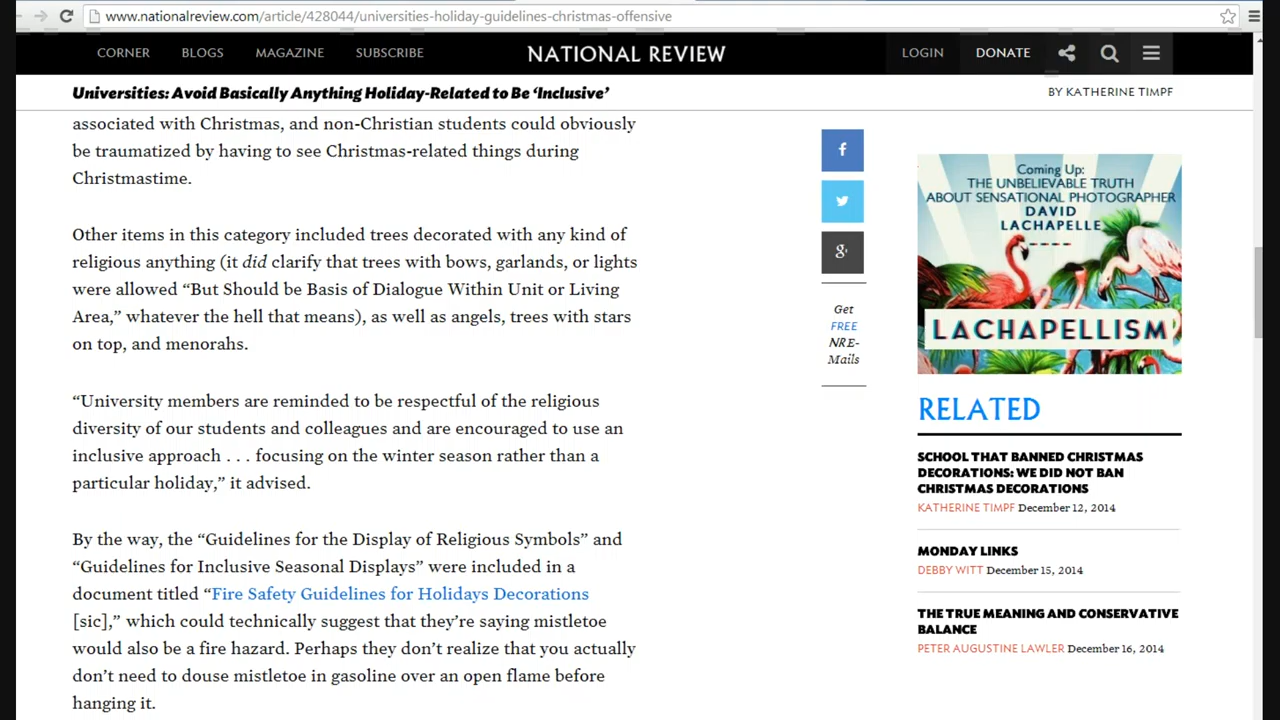 www.nationalreview.com/article/428044/universities-holiday-guidelines-christmas-offensive
CORNER BLOGS MAGAZINE SUBSCRIBE NATIONAL REVIEW LOGIN DONATE
Universities: Avoid Basically Anything Holiday-Related to Be ‘Inclusive’ BY KATHERINE TIMPF
associated with Christmas, and non-Christian students could obviously
be traumatized by having to see Christmas-related things during
Christmastime.
Other items in this category included trees decorated with any kind of
religious anything (it did clarify that trees with bows, garlands, or lights
were allowed “But Should be Basis of Dialogue Within Unit or Living
Area,” whatever the hell that means), as well as angels, trees with stars
on top, and menorahs.
“University members are reminded to be respectful of the religious
diversity of our students and colleagues and are encouraged to use an
inclusive approach . . . focusing on the winter season rather than a
particular holiday,” it advised.
By the way, the “Guidelines for the Display of Religious Symbols” and
“Guidelines for Inclusive Seasonal Displays” were included in a
document titled “Fire Safety Guidelines for Holidays Decorations
[sic],” which could technically suggest that they’re saying mistletoe
would also be a fire hazard. Perhaps they don’t realize that you actually
don’t need to douse mistletoe in gasoline over an open flame before
hanging it.
f
g+
Get
FREE
NRE-
Mails
Coming Up:
THE UNBELIEVABLE TRUTH
ABOUT SENSATIONAL PHOTOGRAPHER
DAVID
LACHAPELLE
LACHAPELLISM
RELATED
SCHOOL THAT BANNED CHRISTMAS
DECORATIONS: WE DID NOT BAN
CHRISTMAS DECORATIONS
KATHERINE TIMPF December 12, 2014
MONDAY LINKS
DEBBY WITT December 15, 2014
THE TRUE MEANING AND CONSERVATIVE
BALANCE
PETER AUGUSTINE LAWLER December 16, 2014